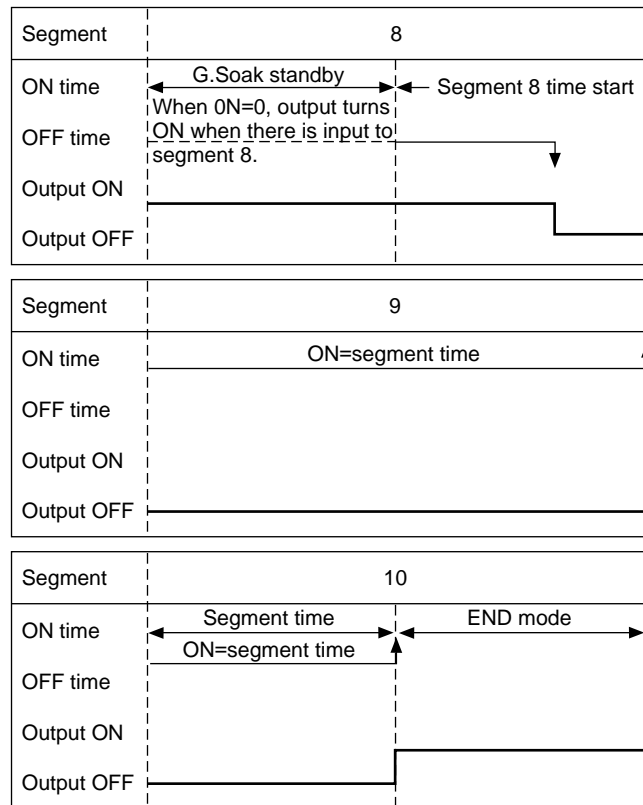 Segment 8
ON time G.Soak standby Segment 8 time start
When 0N=0, output turns
OFF time ON when there is input to
segment 8.
Output ON
Output OFF
Segment 9
ON time ON=segment time
OFF time
Output ON
Output OFF
Segment 10
ON time Segment time END mode
ON=segment time
OFF time
Output ON
Output OFF